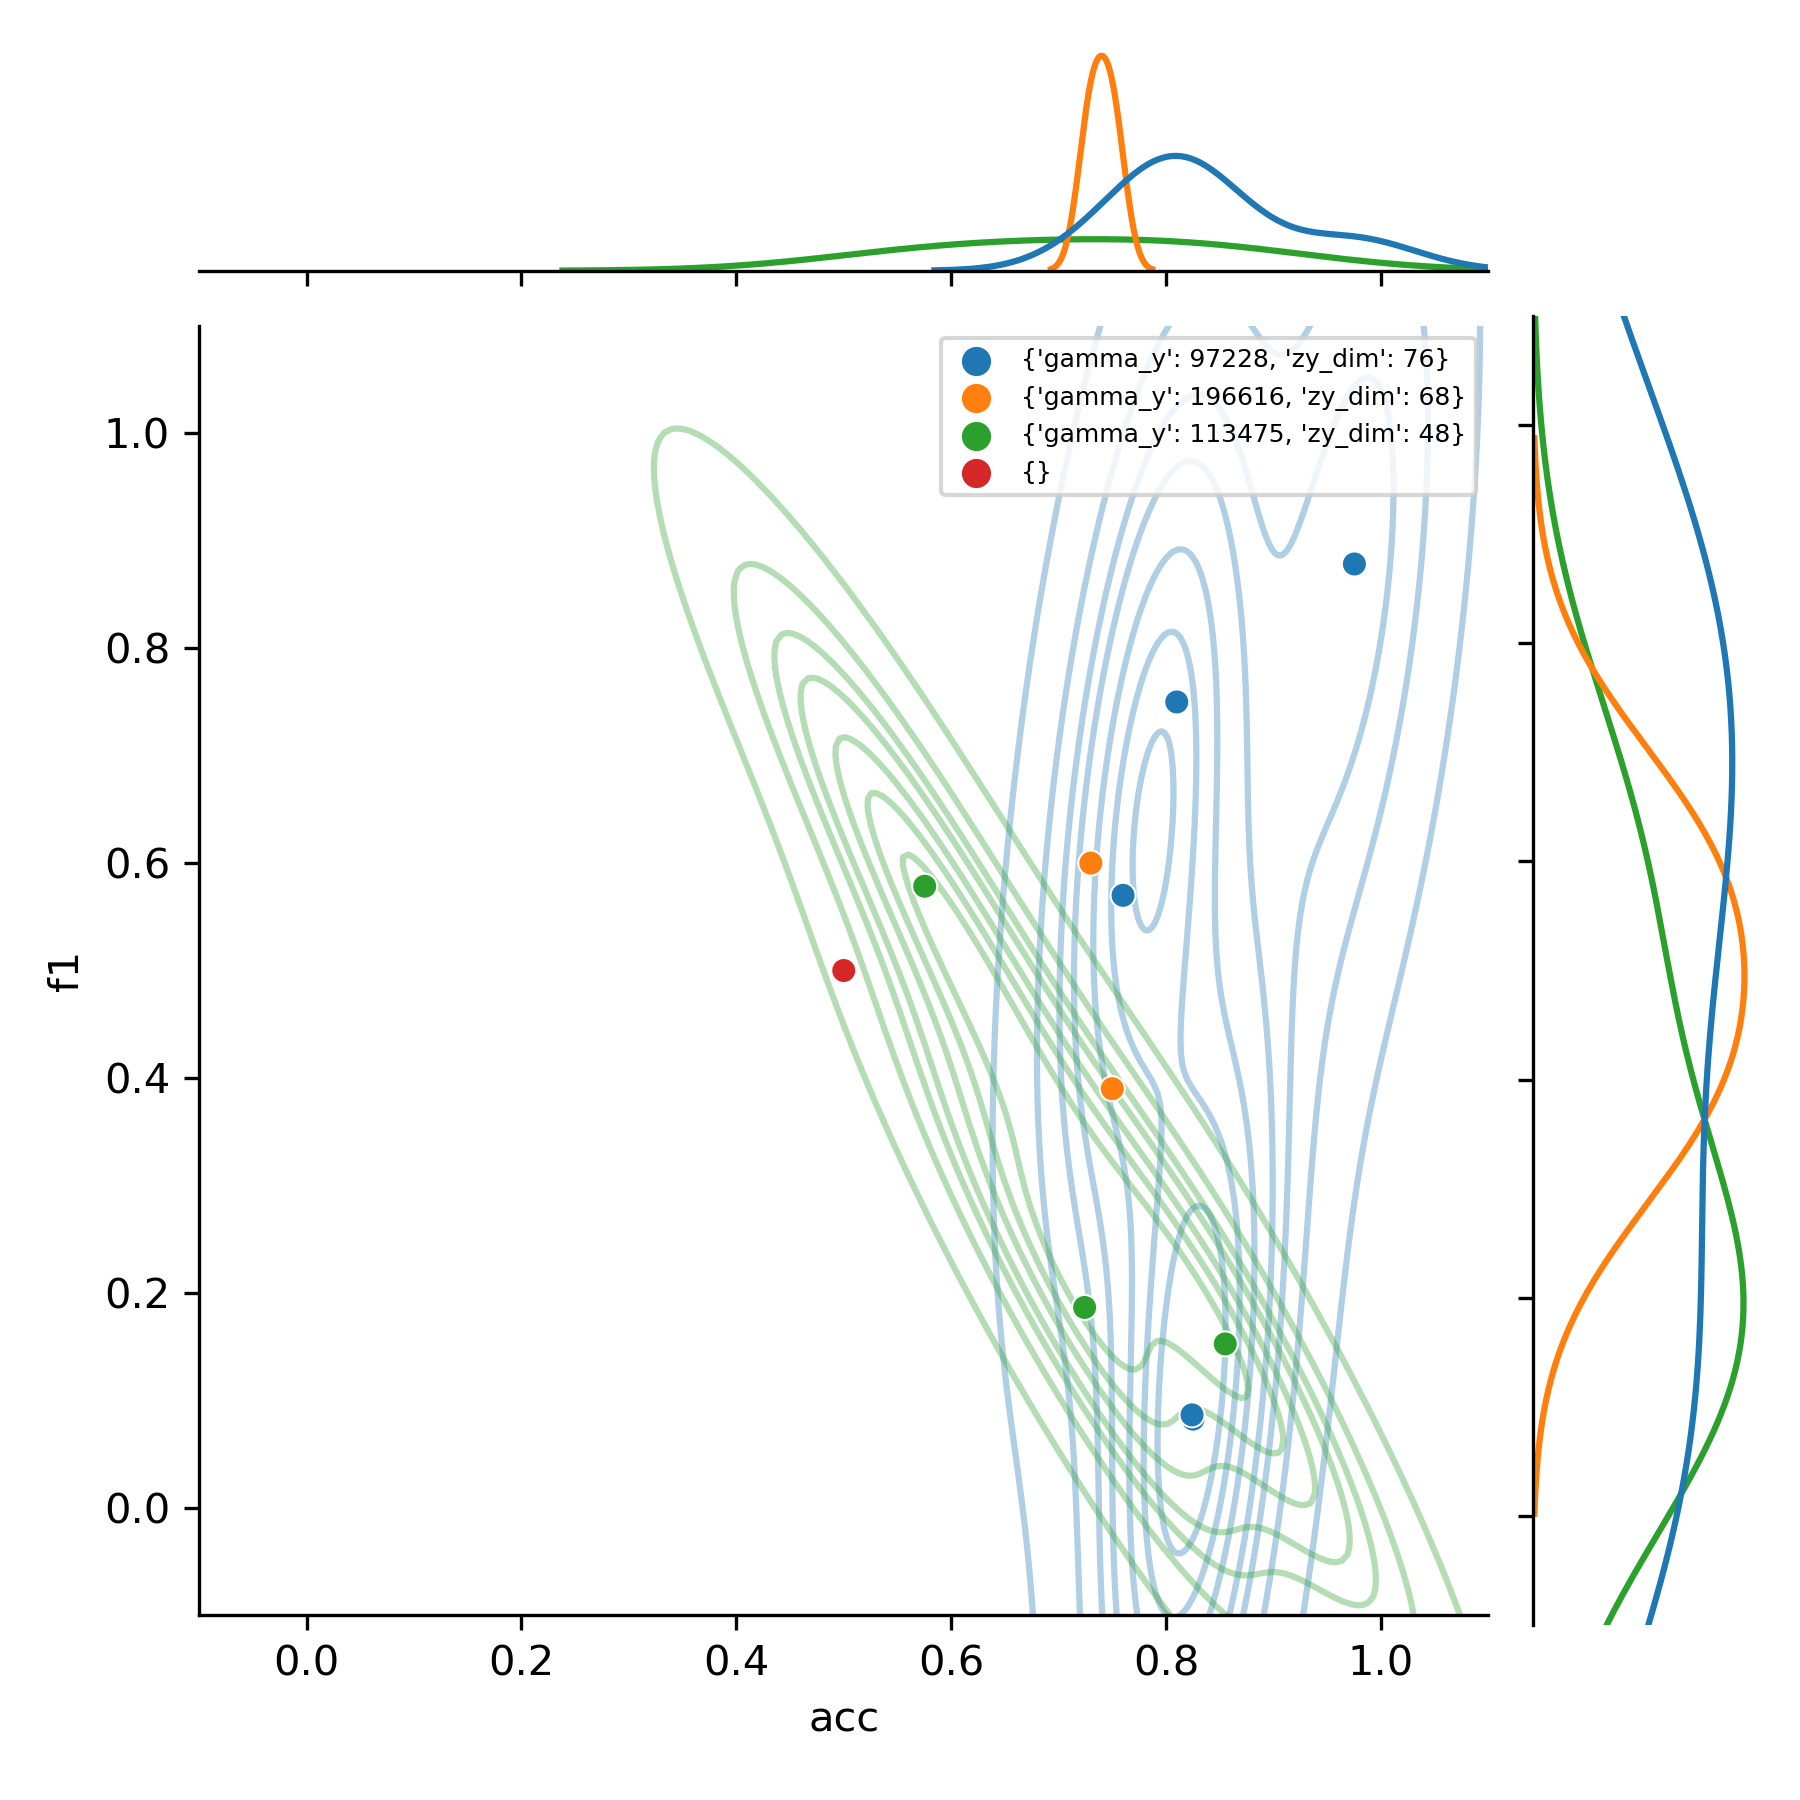 {'gamma_y': 97228, 'zy_dim': 76}
{'gamma_y': 196616, 'zy_dim': 68}
{'gamma_y': 113475, 'zy_dim': 48}
{}
1.0
0.8
0.6
0.4
0.2
0.0
f1
0.0 0.2 0.4 0.6 0.8 1.0
acc